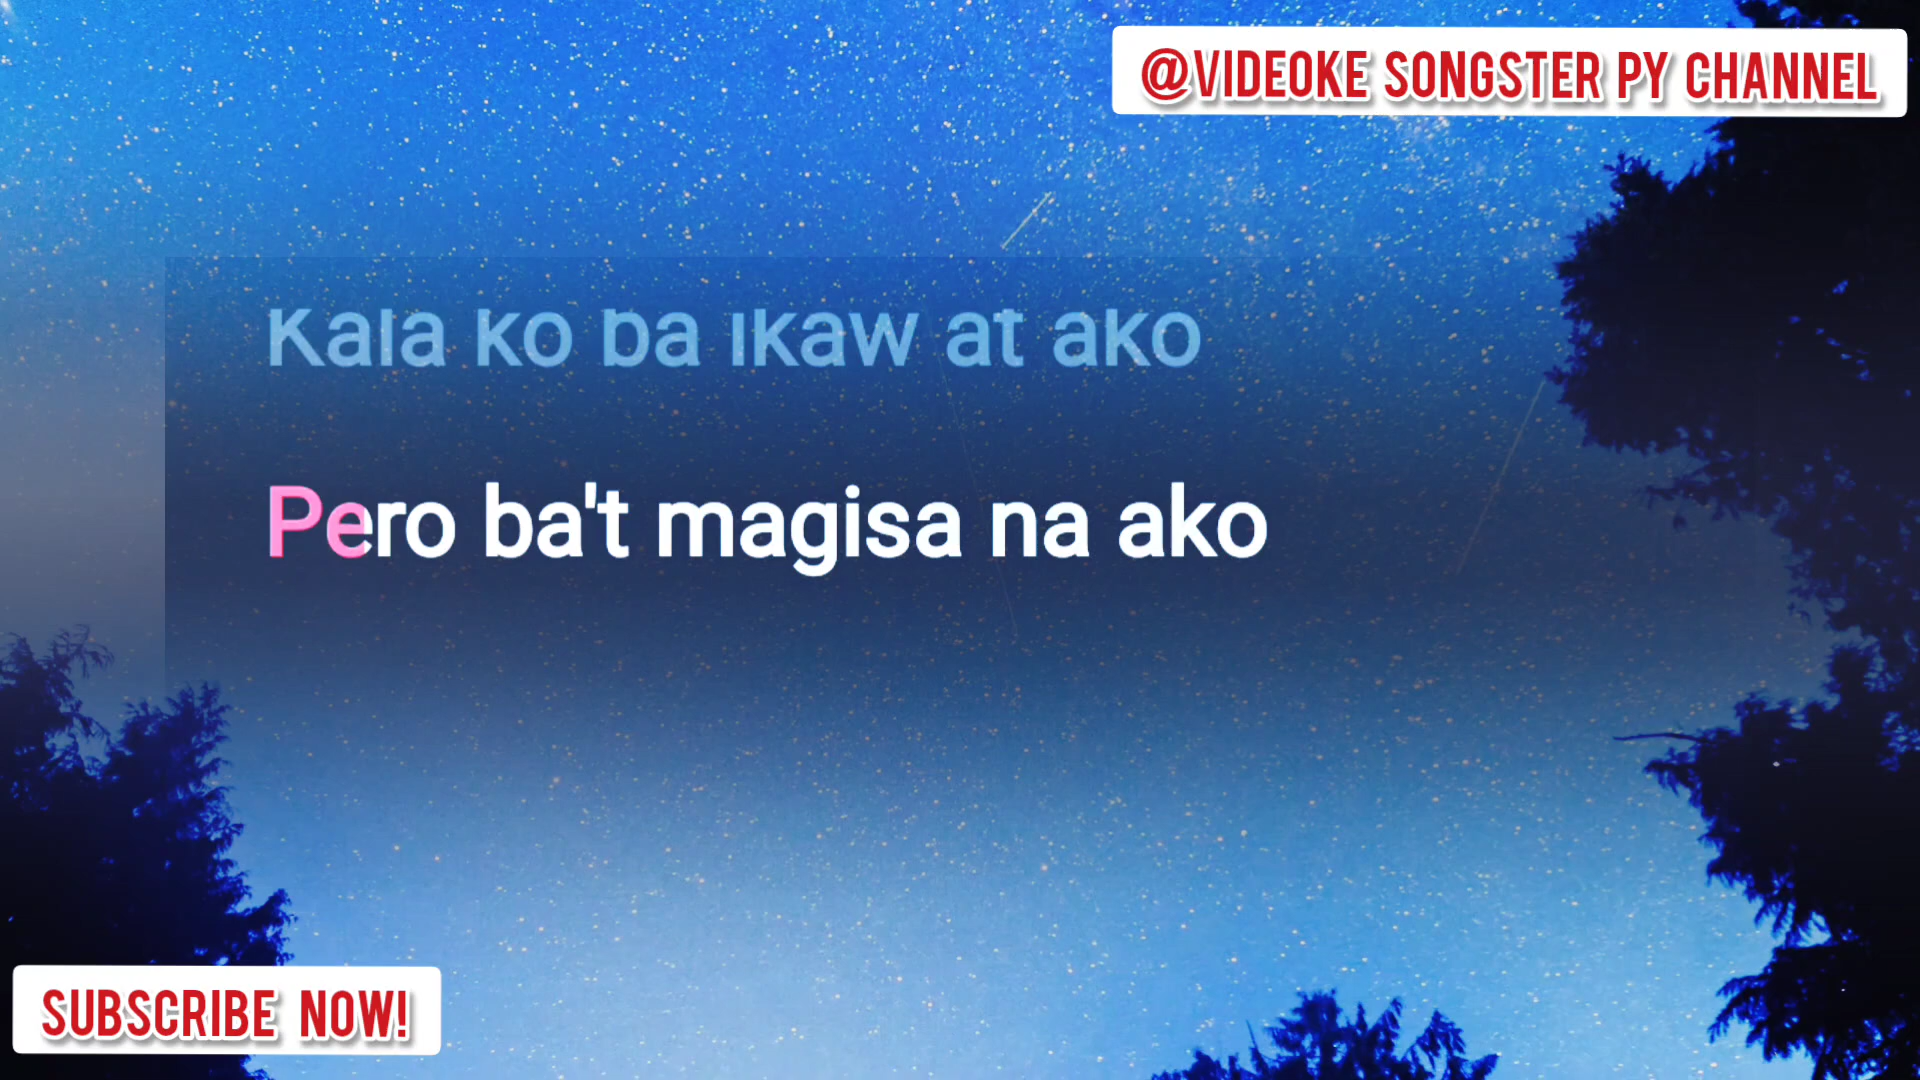 @VIDEOKE SONGSTER PY CHANNEL
Kala ko ba ikaw at ako
Pero ba't magisa na ako
SUBSCRIBE NOW!